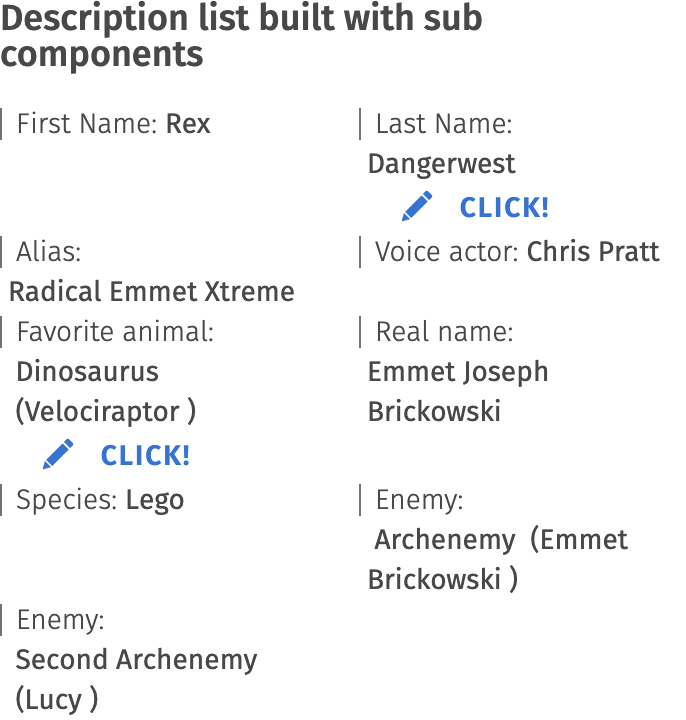 Description list built with sub
components
First Name: Rex
Last Name:
Dangerwest
CLICK!
Alias:
Radical Emmet Xtreme
Voice actor: Chris Pratt
Favorite animal:
Dinosaurus
(Velociraptor )
CLICK!
Real name:
Emmet Joseph
Brickowski
Species: Lego
Enemy:
Archenemy  (Emmet
Brickowski )
Enemy:
Second Archenemy
(Lucy )